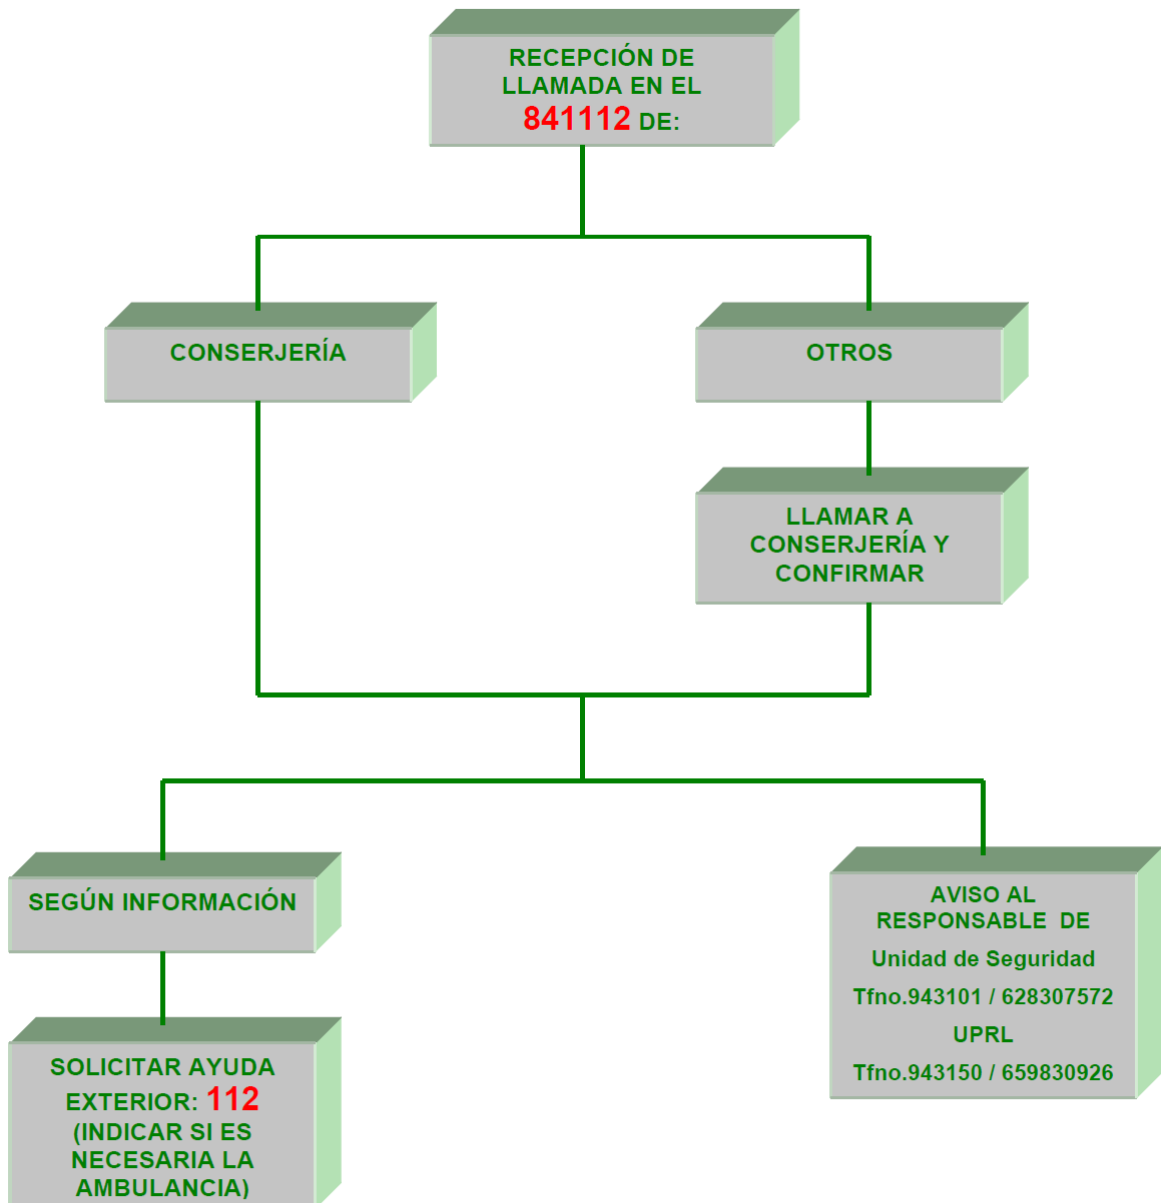 RECEPCIÓN DE
LLAMADA EN EL
841112 DE:
CONSERJERÍA
OTROS
LLAMAR A
CONSERJERÍA Y
CONFIRMAR
SEGÚN INFORMACIÓN
AVISO AL
RESPONSABLE DE
Unidad de Seguridad
Tfno.943101 / 628307572
UPRL
Tfno.943150 / 659830926
SOLICITAR AYUDA
EXTERIOR: 112
(INDICAR SI ES
NECESARIA LA
AMBULANCIA)